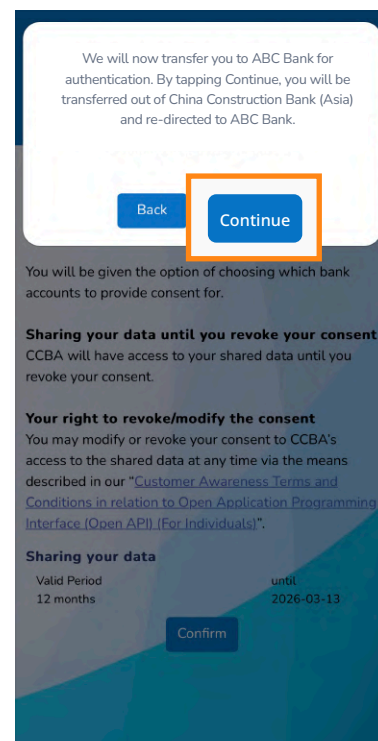 We will now transfer you to ABC Bank for
authentication. By tapping Continue, you will be
transferred out of China Construction Bank (Asia)
and re-directed to ABC Bank.
Back
Continue
You will be given the option of choosing which bank
accounts to provide consent for.
Sharing your data until you revoke your consent
CCBA will have access to your shared data until you
revoke your consent.
Your right to revoke/modify the consent
You may modify or revoke your consent to CCBA's
access to the shared data at any time via the means
described in our "Customer Awareness Terms and
Conditions in relation to Open Application Programming
Interface (Open API) (For Individuals)".
Sharing your data
Valid Period until
12 months 2026-03-13
Confirm